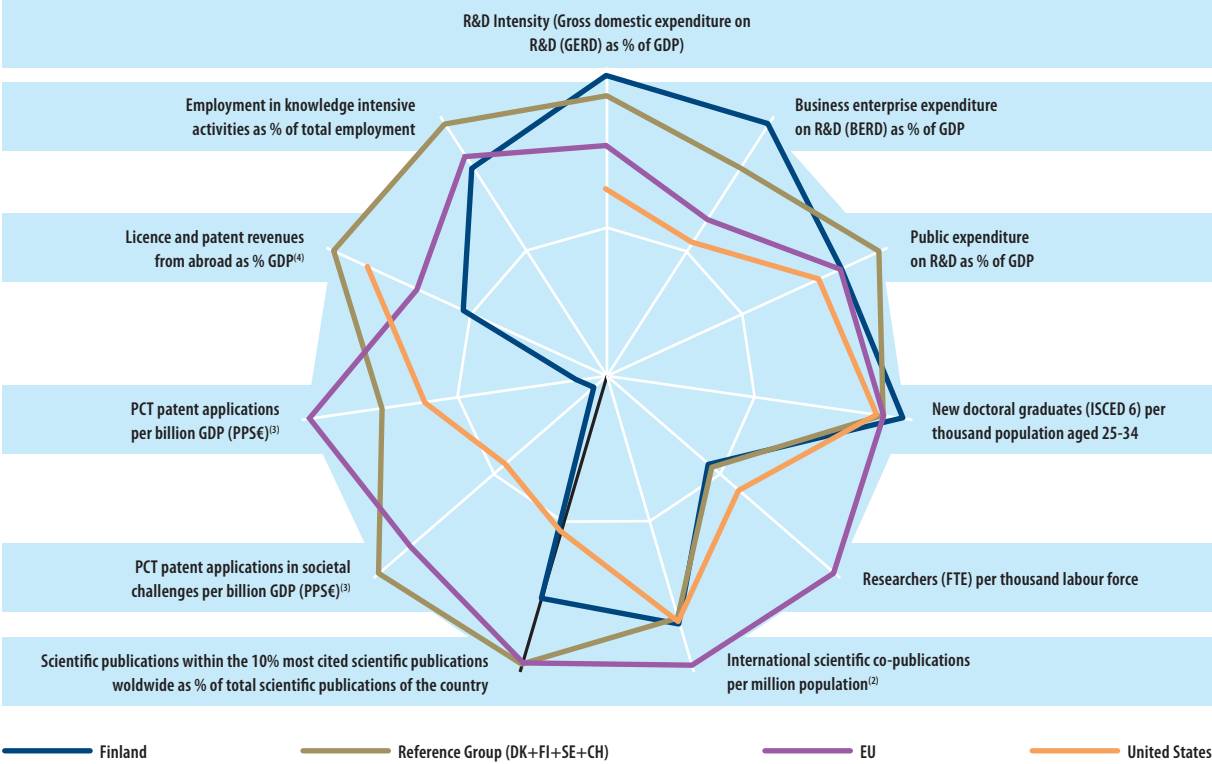 R&D Intensity (Gross domestic expenditure on
R&D (GERD) as % of GDP)
Employment in knowledge intensive
activities as % of total employment
Business enterprise expenditure
on R&D (BERD) as % of GDP
Licence and patent revenues
from abroad as % GDP(4)
Public expenditure
on R&D as % of GDP
PCT patent applications
per billion GDP (PPS€)(3)
New doctoral graduates (ISCED 6) per
thousand population aged 25-34
PCT patent applications in societal
challenges per billion GDP (PPS€)(3)
Researchers (FTE) per thousand labour force
Scientific publications within the 10% most cited scientific publications
woldwide as % of total scientific publications of the country
International scientific co-publications
per million population(2)
Finland
Reference Group (DK+FI+SE+CH)
EU
United States